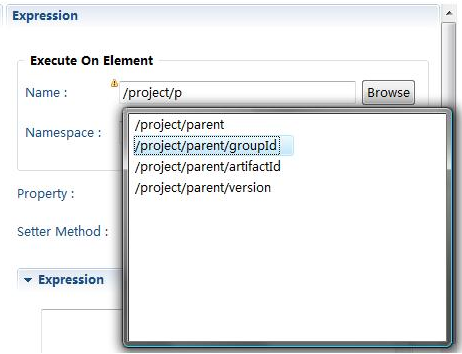 Expression
Execute On Element
Name : /project/p Browse
Namespace :
/project/parent
/project/parent/groupId
/project/parent/artifactId
/project/parent/version
Property :
Setter Method :
Expression